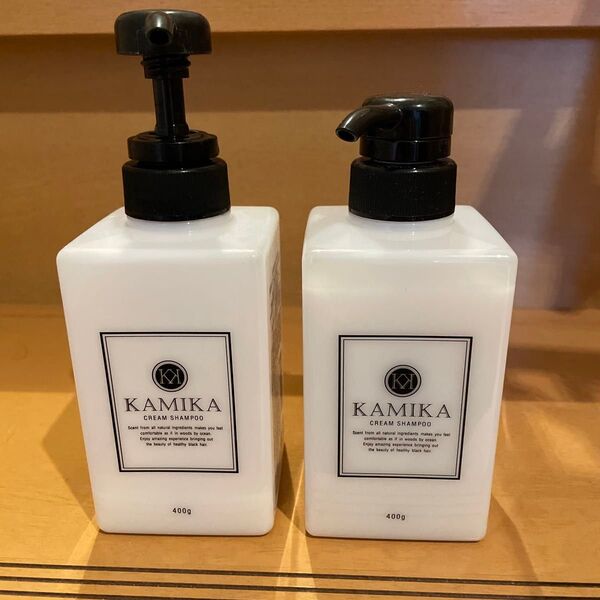 KAMIKA
CREAM SHAMPOO
Scent from all natural ingredients makes you feel
comfortable as if in woods by ocean.
Enjoy amazing experience bringing out
the beauty of healthy black hair.
400g
KAMIKA
CREAM SHAMPOO
Scent from all natural ingredients makes you feel
comfortable as if in woods by ocean.
Enjoy amazing experience bringing out
the beauty of healthy black hair.
400g